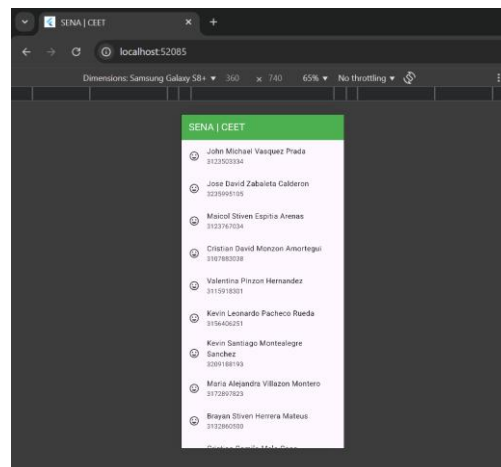 SENA | CEET
localhost:52085
Dimensions: Samsung Galaxy S8+ 360 x 740 65% No throttling
SENA | CEET
John Michael Vasquez Prada
3123503334
Jose David Zabaleta Calderon
3235995195
Maicol Stiven Espitia Arenas
3123767034
Cristian David Monzon Amortegui
3187883038
Valentina Pinzon Hernandez
3115918301
Kevin Leonardo Pacheco Rueda
3156406251
Kevin Santiago Montealegre
Sanchez
3209188193
Maria Alejandra Villazon Montero
3172897823
Brayan Stiven Herrera Mateus
3132860500